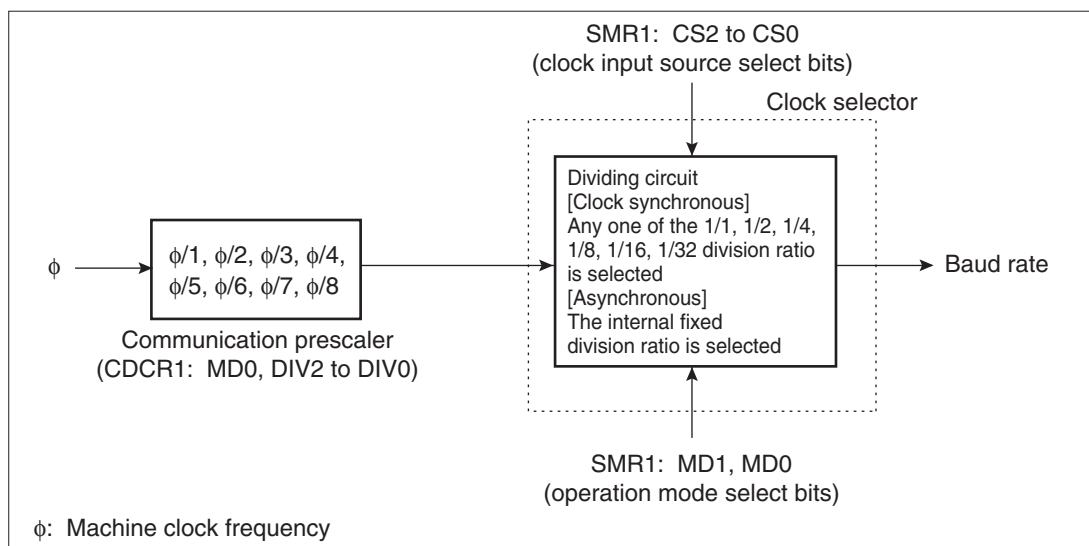 SMR1: CS2 to CS0
(clock input source select bits)
Clock selector
Dividing circuit
[Clock synchronous]
Any one of the 1/1, 1/2, 1/4,
1/8, 1/16, 1/32 division ratio
is selected
[Asynchronous]
The internal fixed
division ratio is selected
ϕ
ϕ/1, ϕ/2, ϕ/3, ϕ/4,
ϕ/5, ϕ/6, ϕ/7, ϕ/8
Communication prescaler
(CDCR1: MD0, DIV2 to DIV0)
Baud rate
SMR1: MD1, MD0
(operation mode select bits)
ϕ: Machine clock frequency